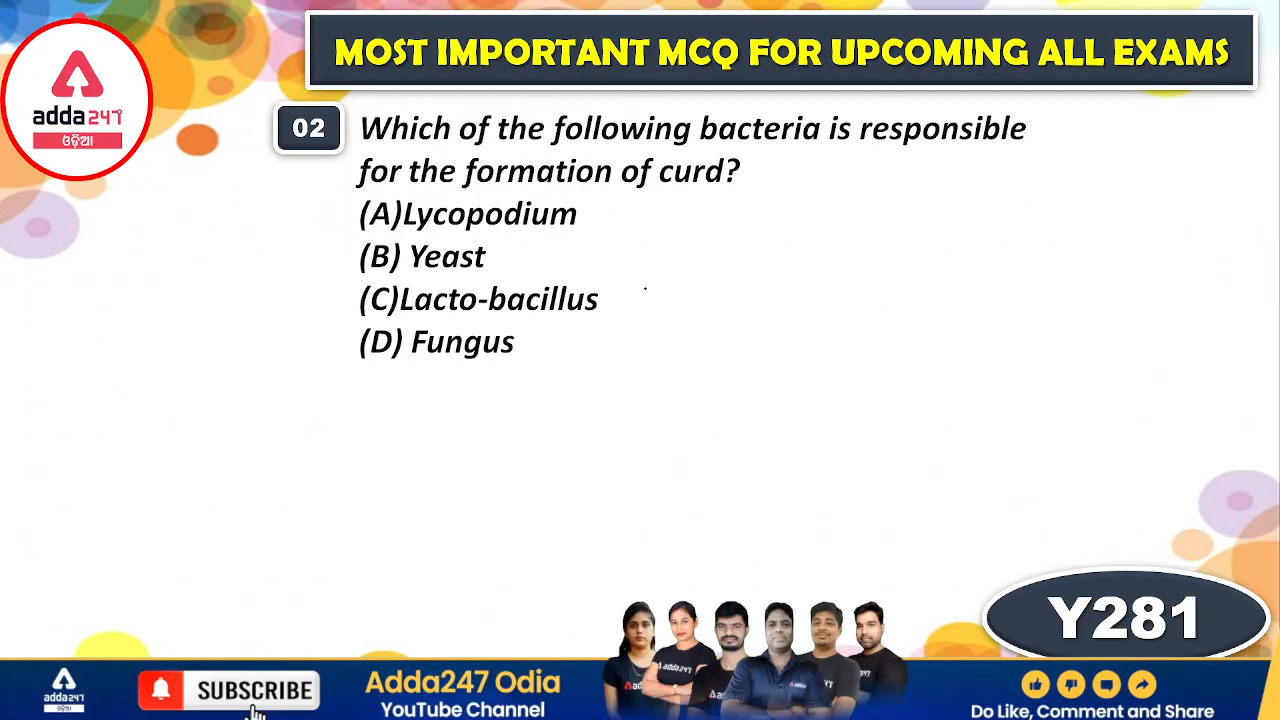 MOST IMPORTANT MCQ FOR UPCOMING ALL EXAMS
adda247
ଓଡ଼ିଆ
02
Which of the following bacteria is responsible
for the formation of curd?
(A)Lycopodium
(B) Yeast
(C)Lacto-bacillus
(D) Fungus
Y281
adda247
ଓଡ଼ିଆ
SUBSCRIBE
Adda247 Odia
YouTube Channel
adda247
Do Like, Comment and Share